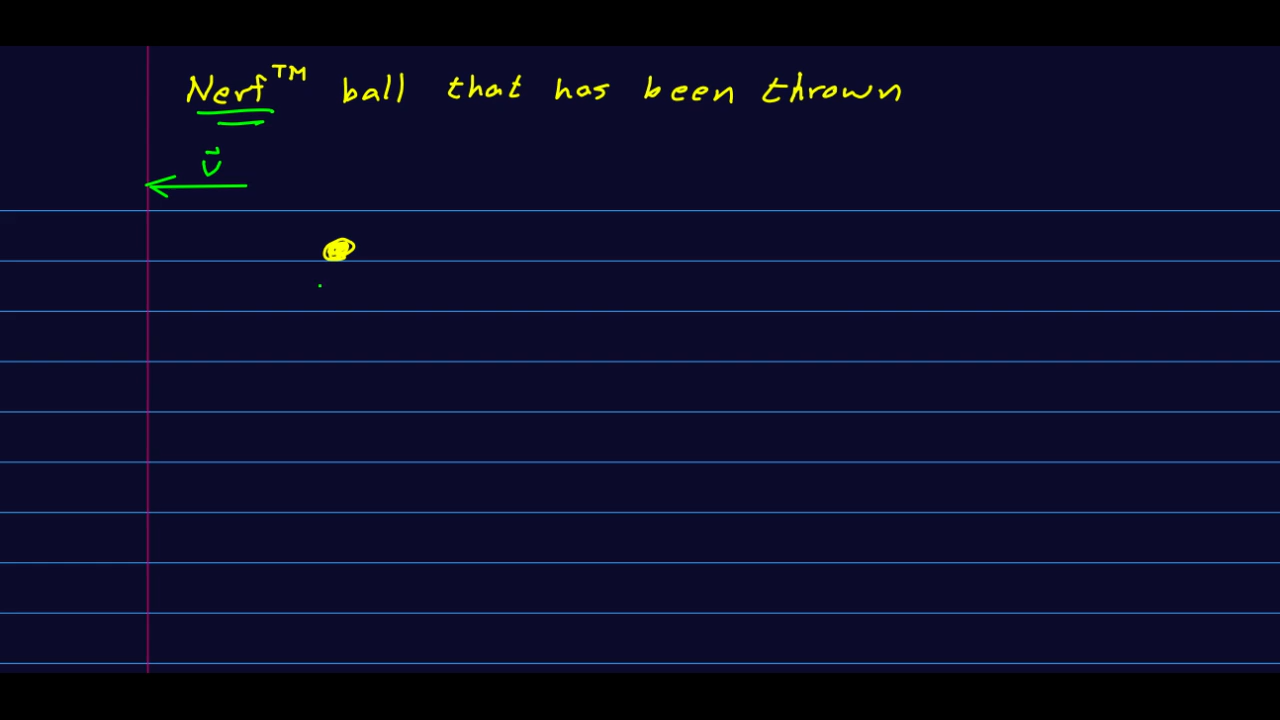 Nerf™ ball that has been thrown
v⃗